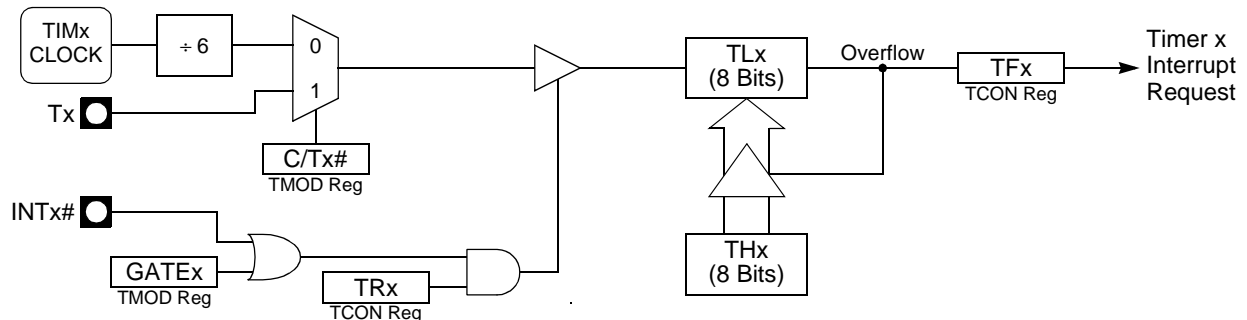 TIMx
CLOCK
÷ 6
0
1
Tx
C/Tx#
TMOD Reg
TLx
(8 Bits)
Overflow
TFx
TCON Reg
Timer x
Interrupt
Request
INTx#
GATEx
TMOD Reg
TRx
TCON Reg
THx
(8 Bits)